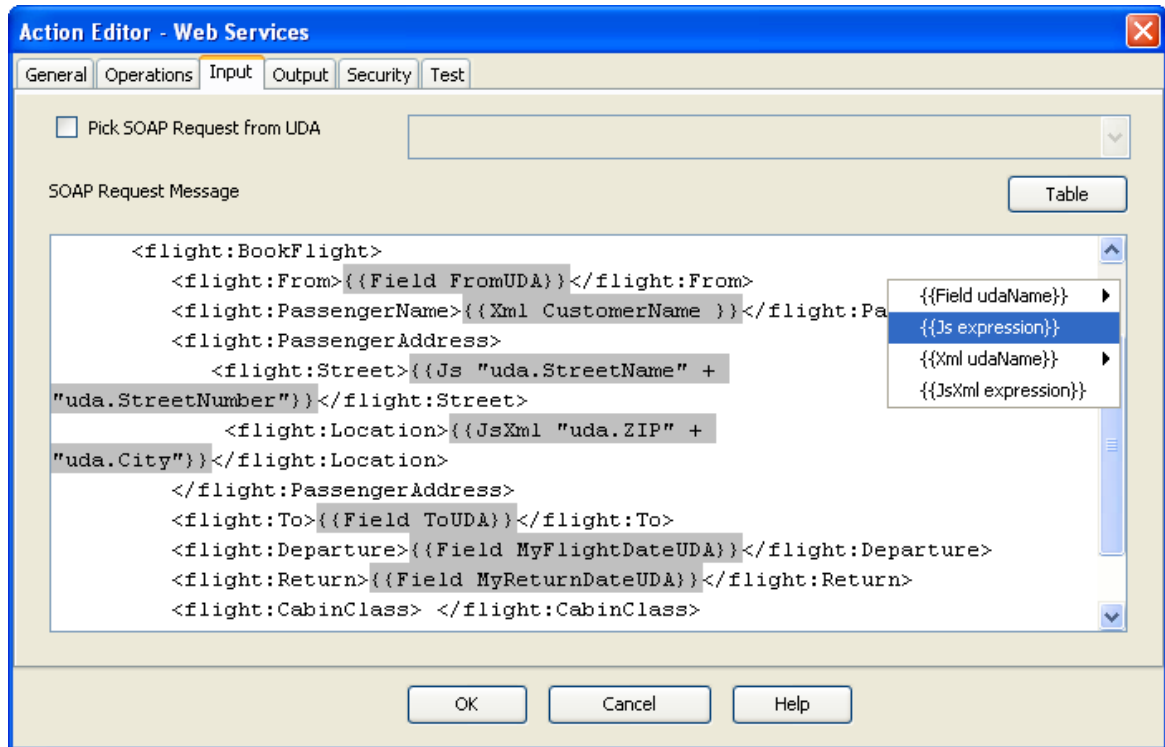 Action Editor - Web Services
General Operations Input Output Security Test
Pick SOAP Request from UDA
SOAP Request Message
Table
<flight:BookFlight>
<flight:From>{{Field FromUDA}}</flight:From>
<flight:PassengerName>{{Xml CustomerName }}</flight:Pa
<flight:PassengerAddress>
<flight:Street>{{Js "uda.StreetName" +
"uda.StreetNumber"}}</flight:Street>
<flight:Location>{{JsXml "uda.ZIP" +
"uda.City"}}</flight:Location>
</flight:PassengerAddress>
<flight:To>{{Field ToUDA}}</flight:To>
<flight:Departure>{{Field MyFlightDateUDA}}</flight:Departure>
<flight:Return>{{Field MyReturnDateUDA}}</flight:Return>
<flight:CabinClass> </flight:CabinClass>
{{Field udaName}}
{{Js expression}}
{{Xml udaName}}
{{JsXml expression}}
OK Cancel Help